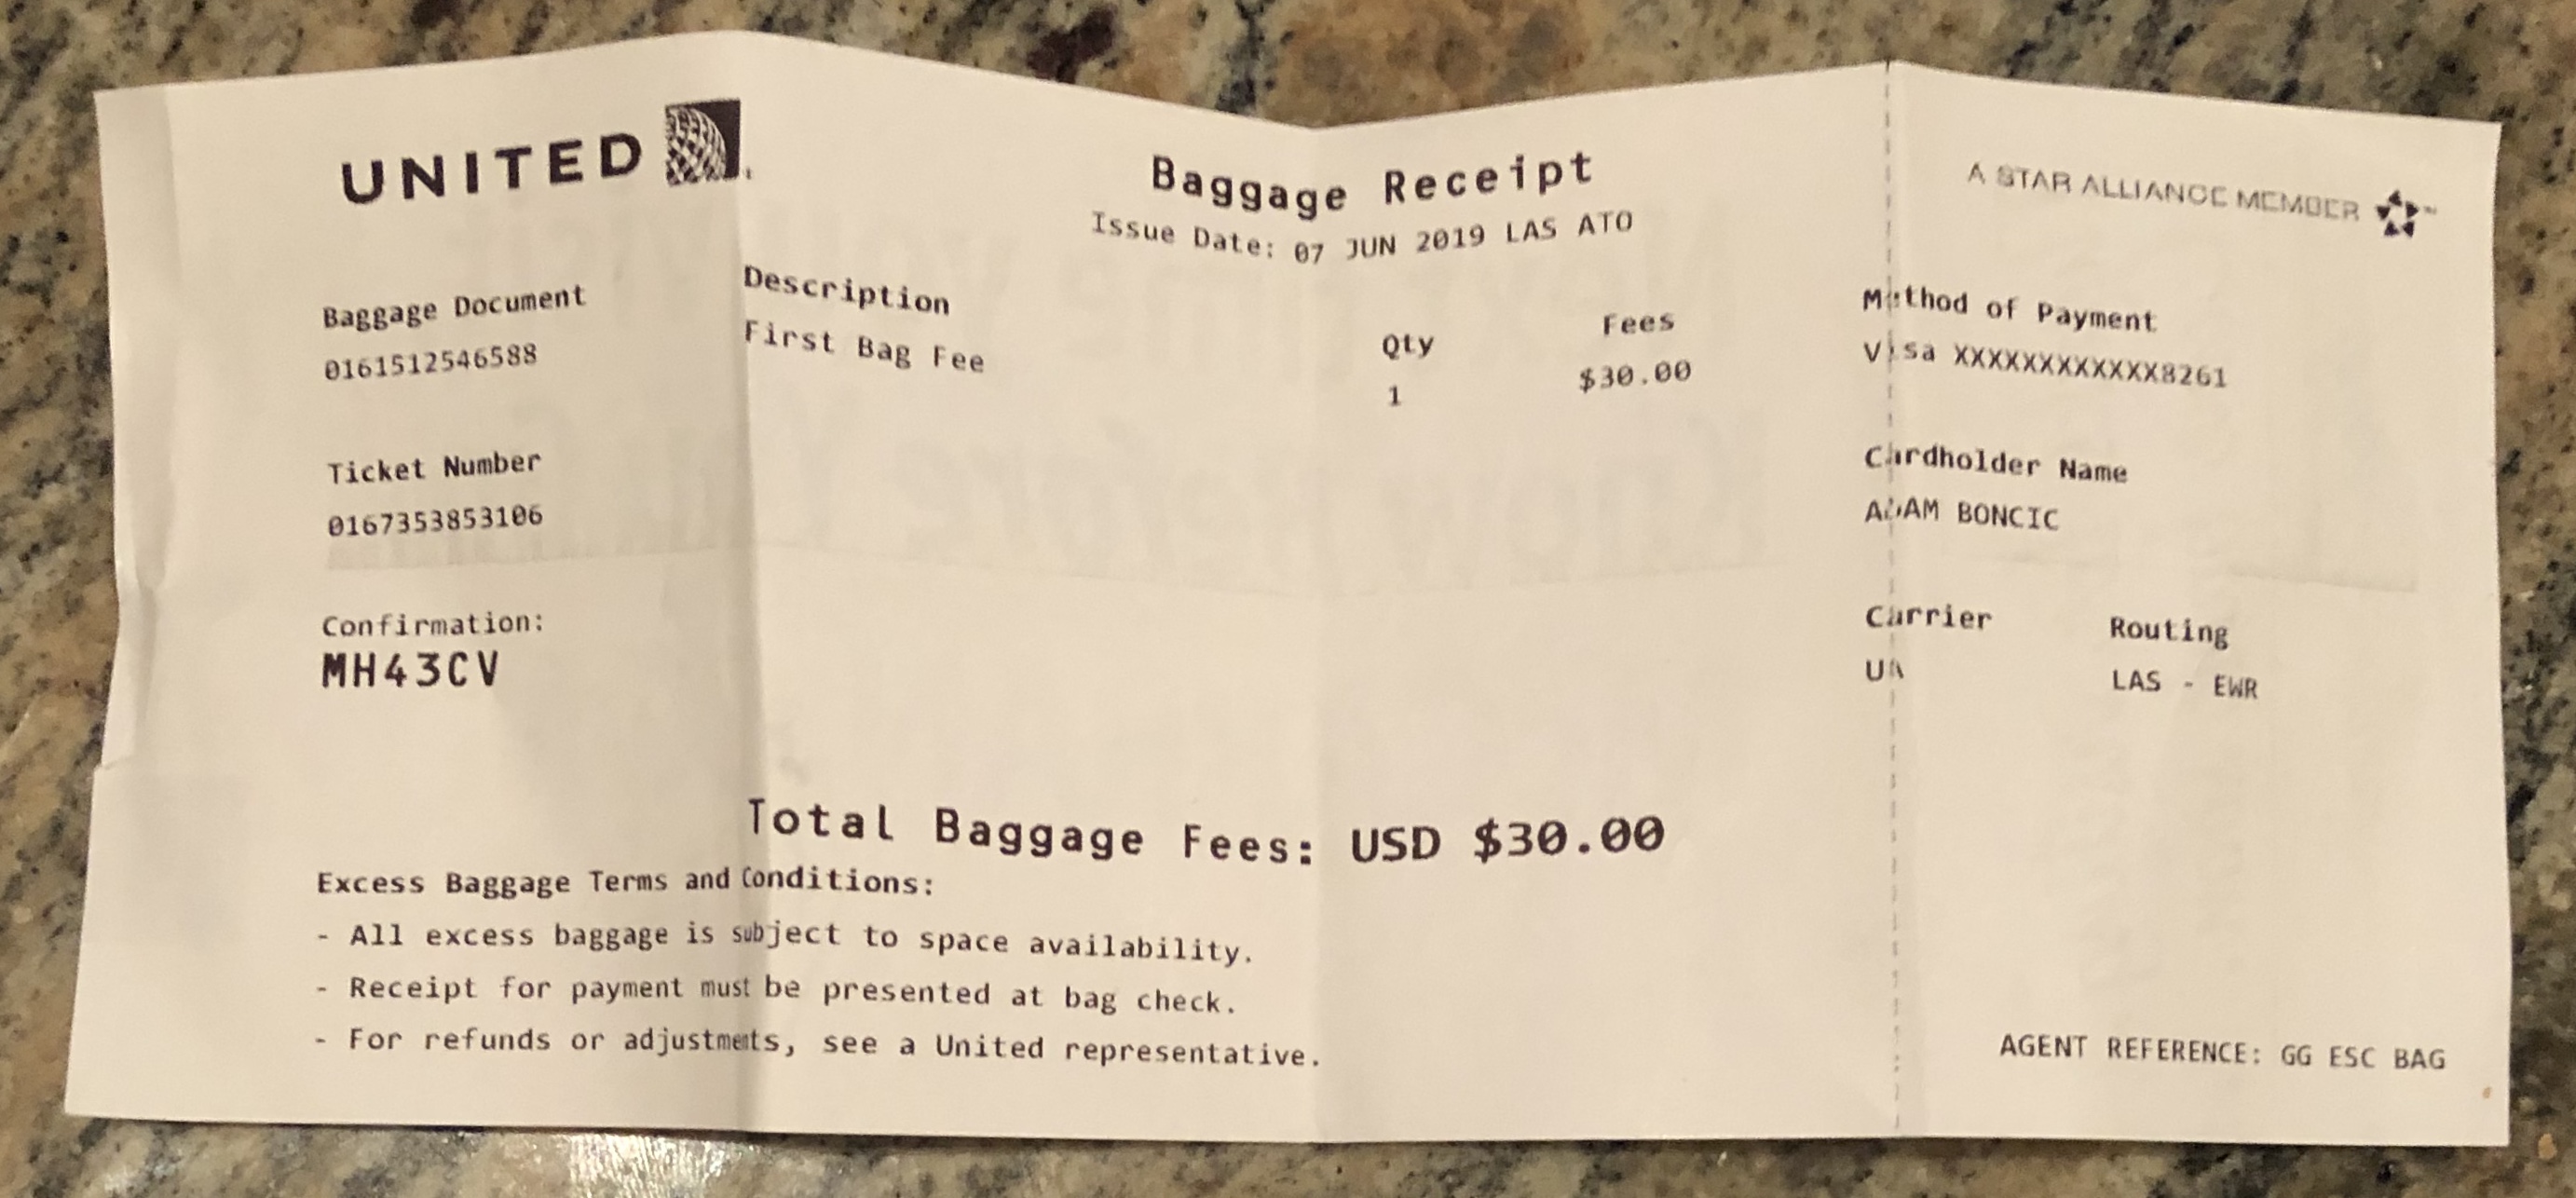 UNITED
Baggage Receipt
Issue Date: 07 JUN 2019 LAS ATO
A STAR ALLIANCE MEMBER
Baggage Document
0161512546588
Ticket Number
0167353853106
Confirmation:
MH43CV
Description Qty Fees
First Bag Fee 1 $30.00
Method of Payment
Visa XXXXXXXXXXXX8261
Cardholder Name
ADAM BONCIC
Carrier Routing
UA LAS - EWR
Total Baggage Fees: USD $30.00
Excess Baggage Terms and Conditions:
- All excess baggage is subject to space availability.
- Receipt for payment must be presented at bag check.
- For refunds or adjustments, see a United representative.
AGENT REFERENCE: GG ESC BAG